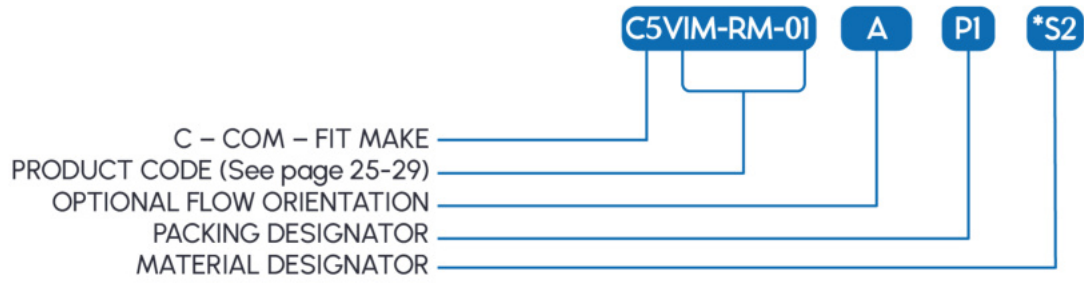 C5VIM-RM-01 A P1 *S2
C – COM – FIT MAKE
PRODUCT CODE (See page 25-29)
OPTIONAL FLOW ORIENTATION
PACKING DESIGNATOR
MATERIAL DESIGNATOR